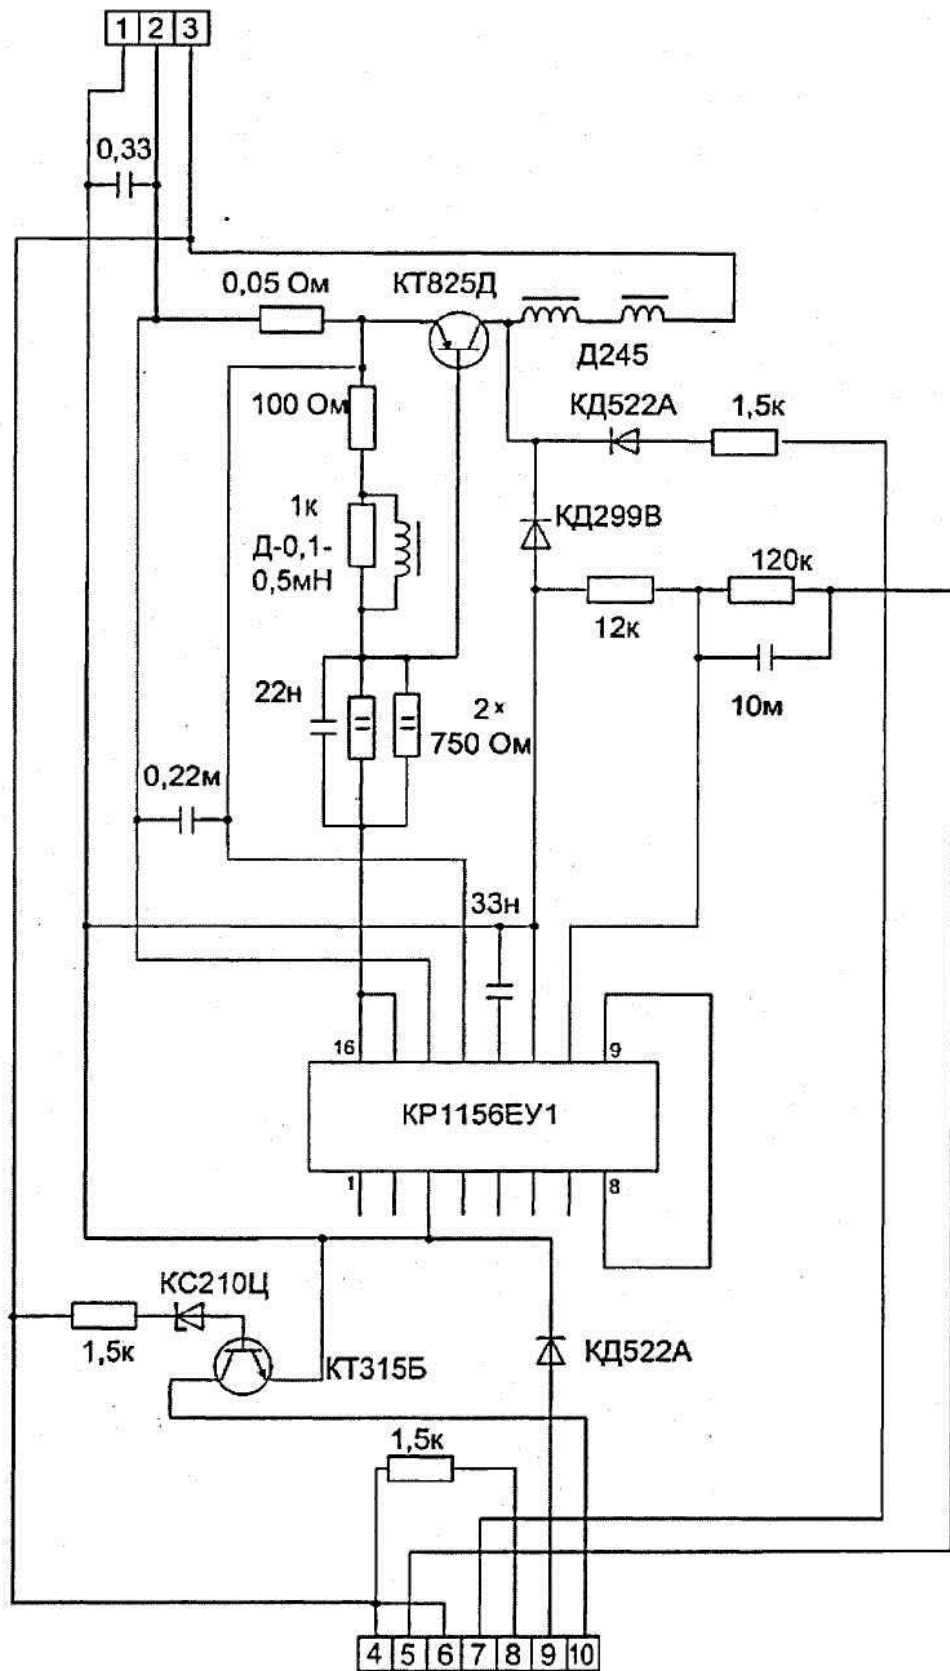 1 2 3
0,33
0,05 Ом
КТ825Д
Д245
100 Ом
КД522А
1,5к
1к
Д-0,1-
0,5мН
КД299В
120к
12к
10м
22н
2×
750 Ом
0,22м
33н
16
9
КР1156ЕУ1
1
8
КС210Ц
1,5к
КТ315Б
КД522А
1,5к
4 5 6 7 8 9 10